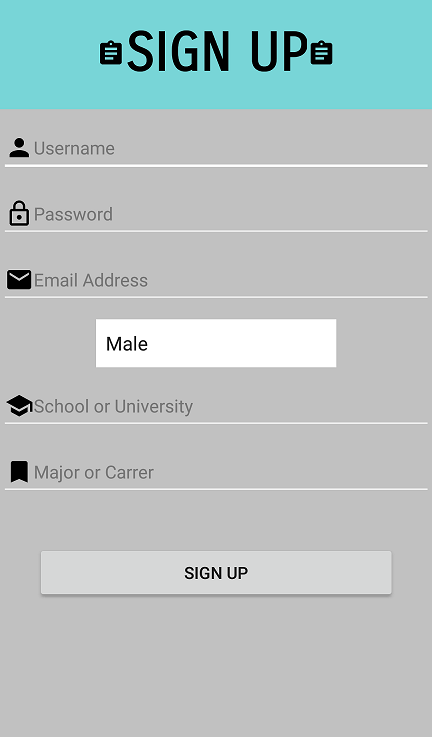 SIGN UP
Username
Password
Email Address
Male
School or University
Major or Carrer
SIGN UP